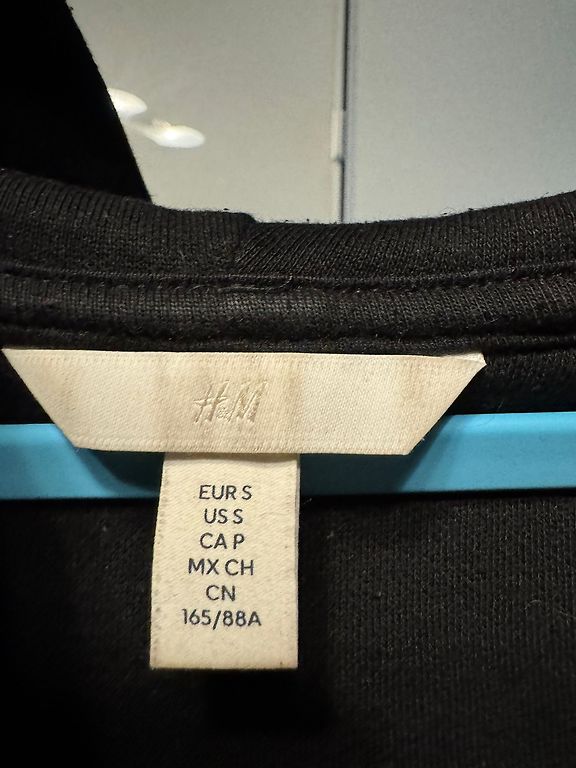 H&M
EUR S
US S
CA P
MX CH
CN
165/88A